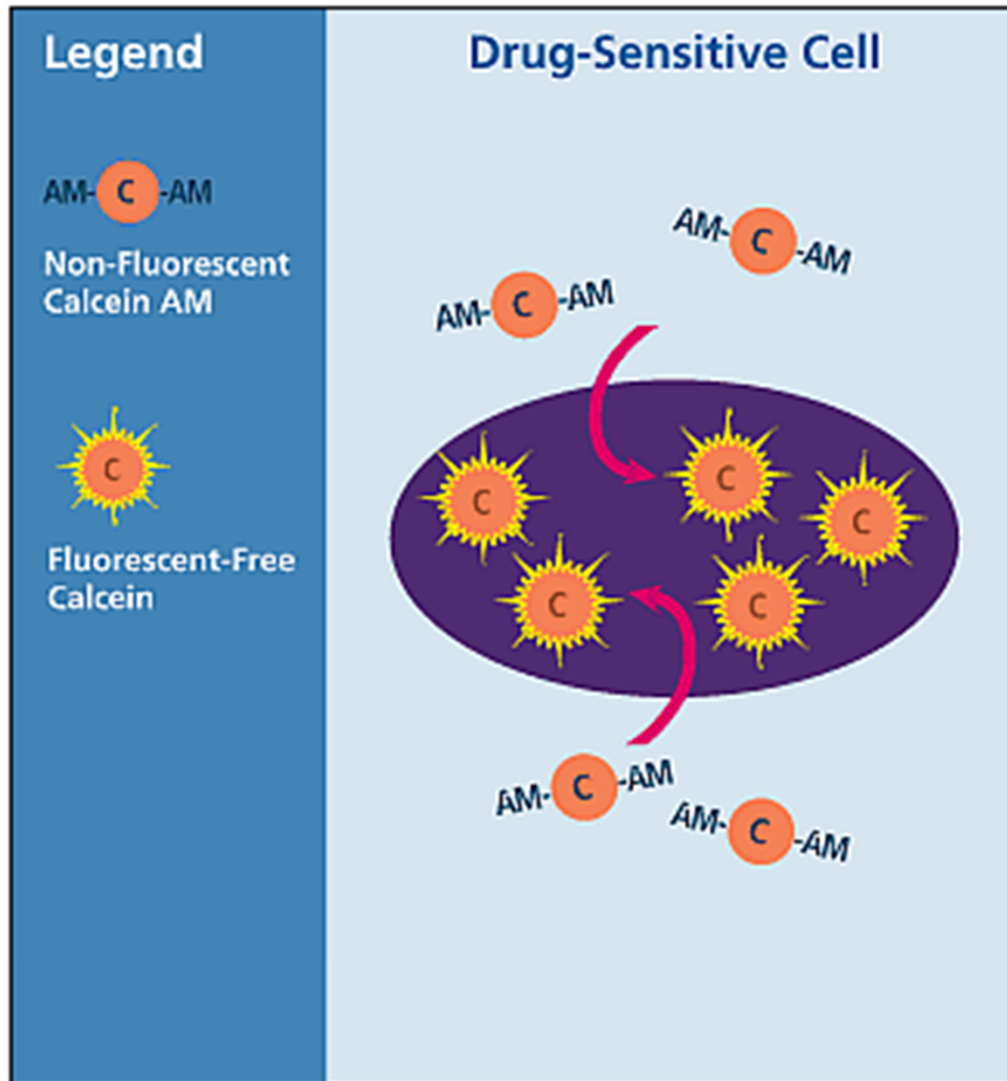 Legend
AM-C-AM
Non-Fluorescent
Calcein AM
C
Fluorescent-Free
Calcein
Drug-Sensitive Cell
AM-C-AM
AM-C-AM
C
C
C
C
C
AM-C-AM
AM-C-AM